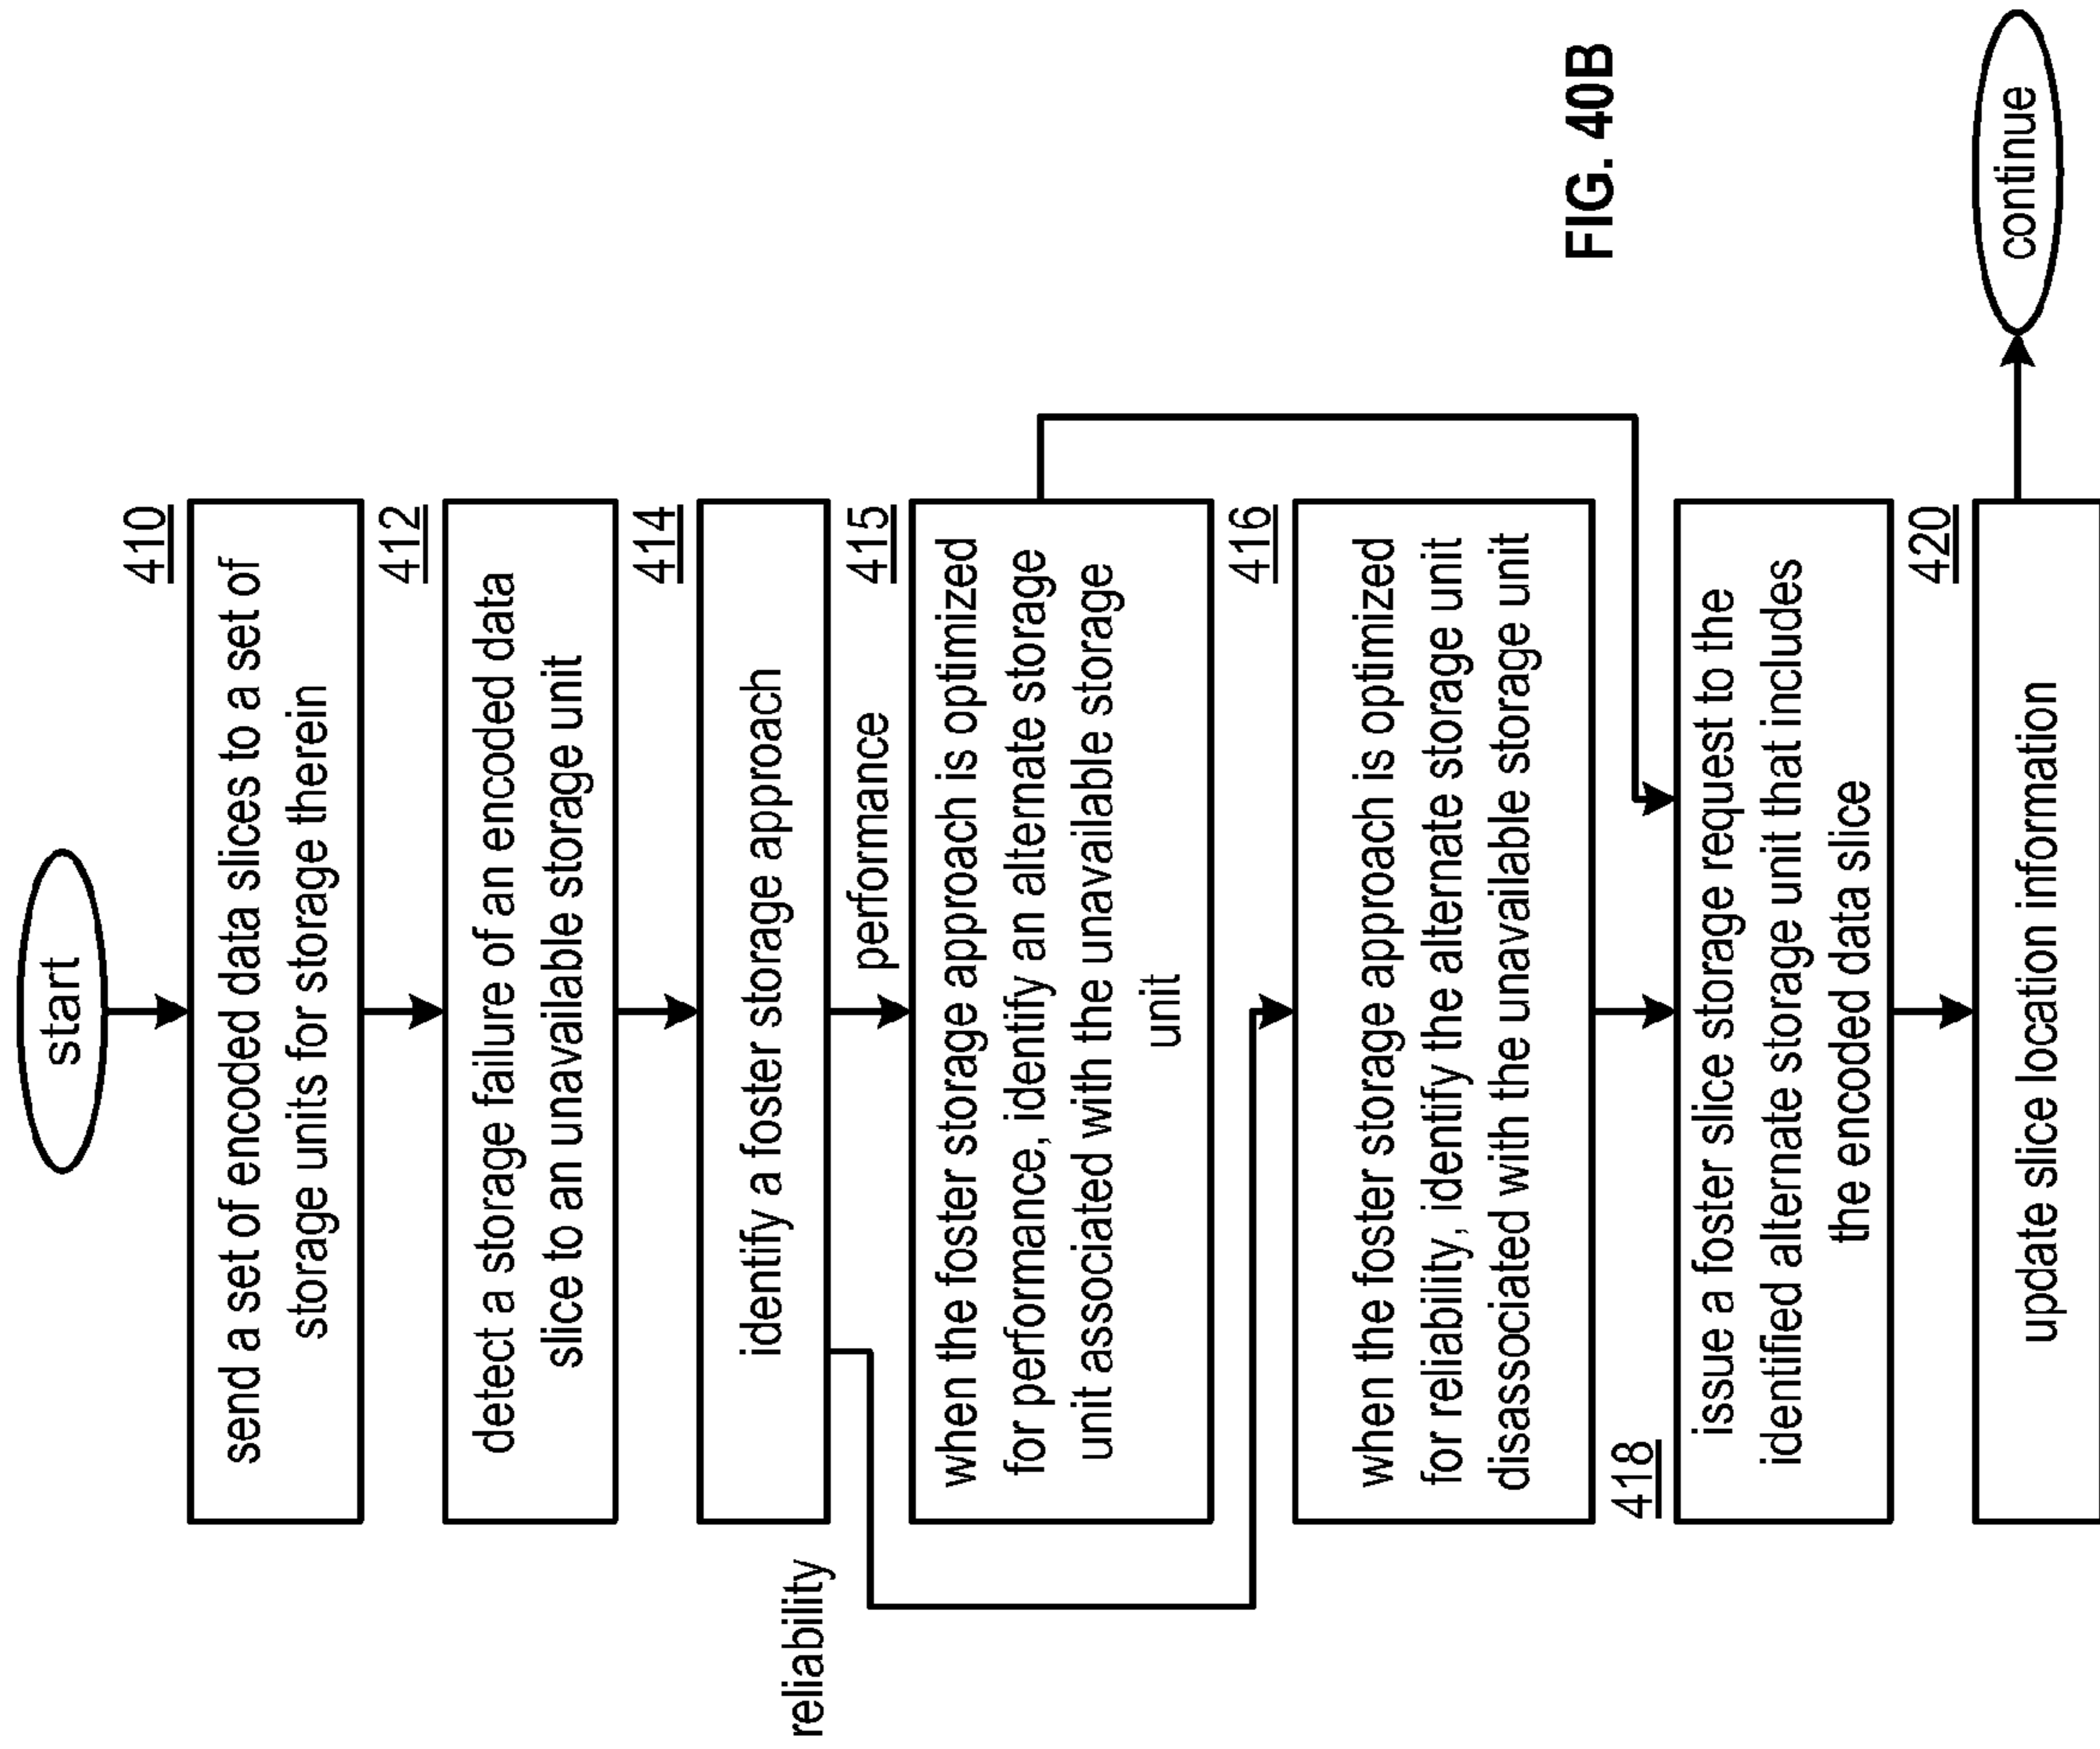 start
410
send a set of encoded data slices to a set of
storage units for storage therein
412
detect a storage failure of an encoded data
slice to an unavailable storage unit
414
identify a foster storage approach
reliability
performance
415
when the foster storage approach is optimized
for performance, identify an alternate storage
unit associated with the unavailable storage
unit
416
when the foster storage approach is optimized
for reliability, identify the alternate storage unit
disassociated with the unavailable storage unit
418
issue a foster slice storage request to the
identified alternate storage unit that includes
the encoded data slice
420
update slice location information
continue
FIG. 40B